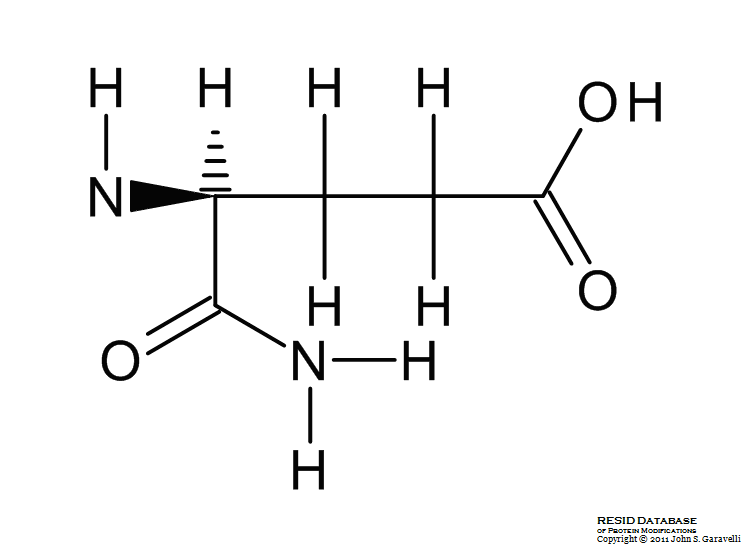 H H H H OH
N
H H O
O N H
H
RESID DATABASE
OF PROTEIN MODIFICATIONS
Copyright © 2011 John S. Garavelli